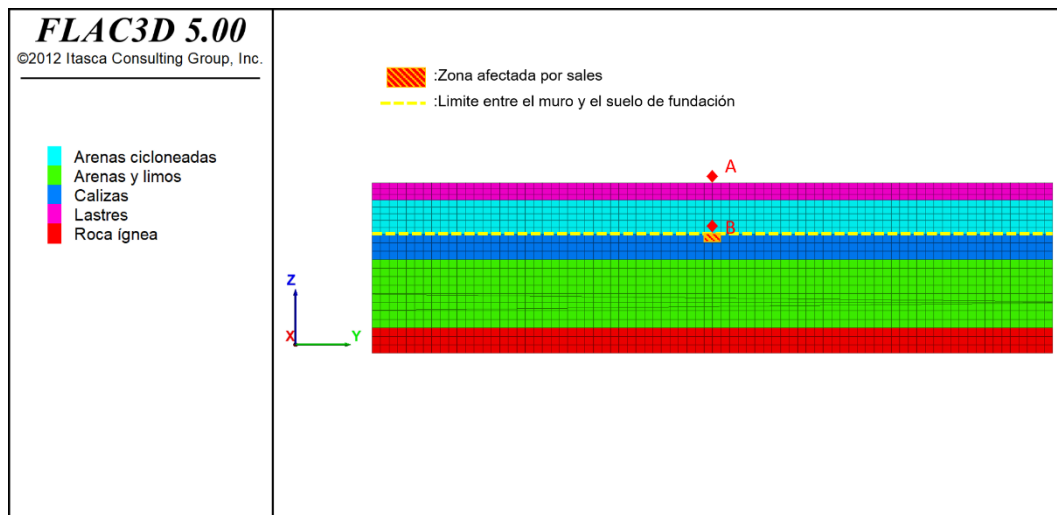 FLAC3D 5.00
©2012 Itasca Consulting Group, Inc.
Arenas cicloneadas
Arenas y limos
Calizas
Lastres
Roca ígnea
:Zona afectada por sales
:Limite entre el muro y el suelo de fundación
A
B
Z
X
Y